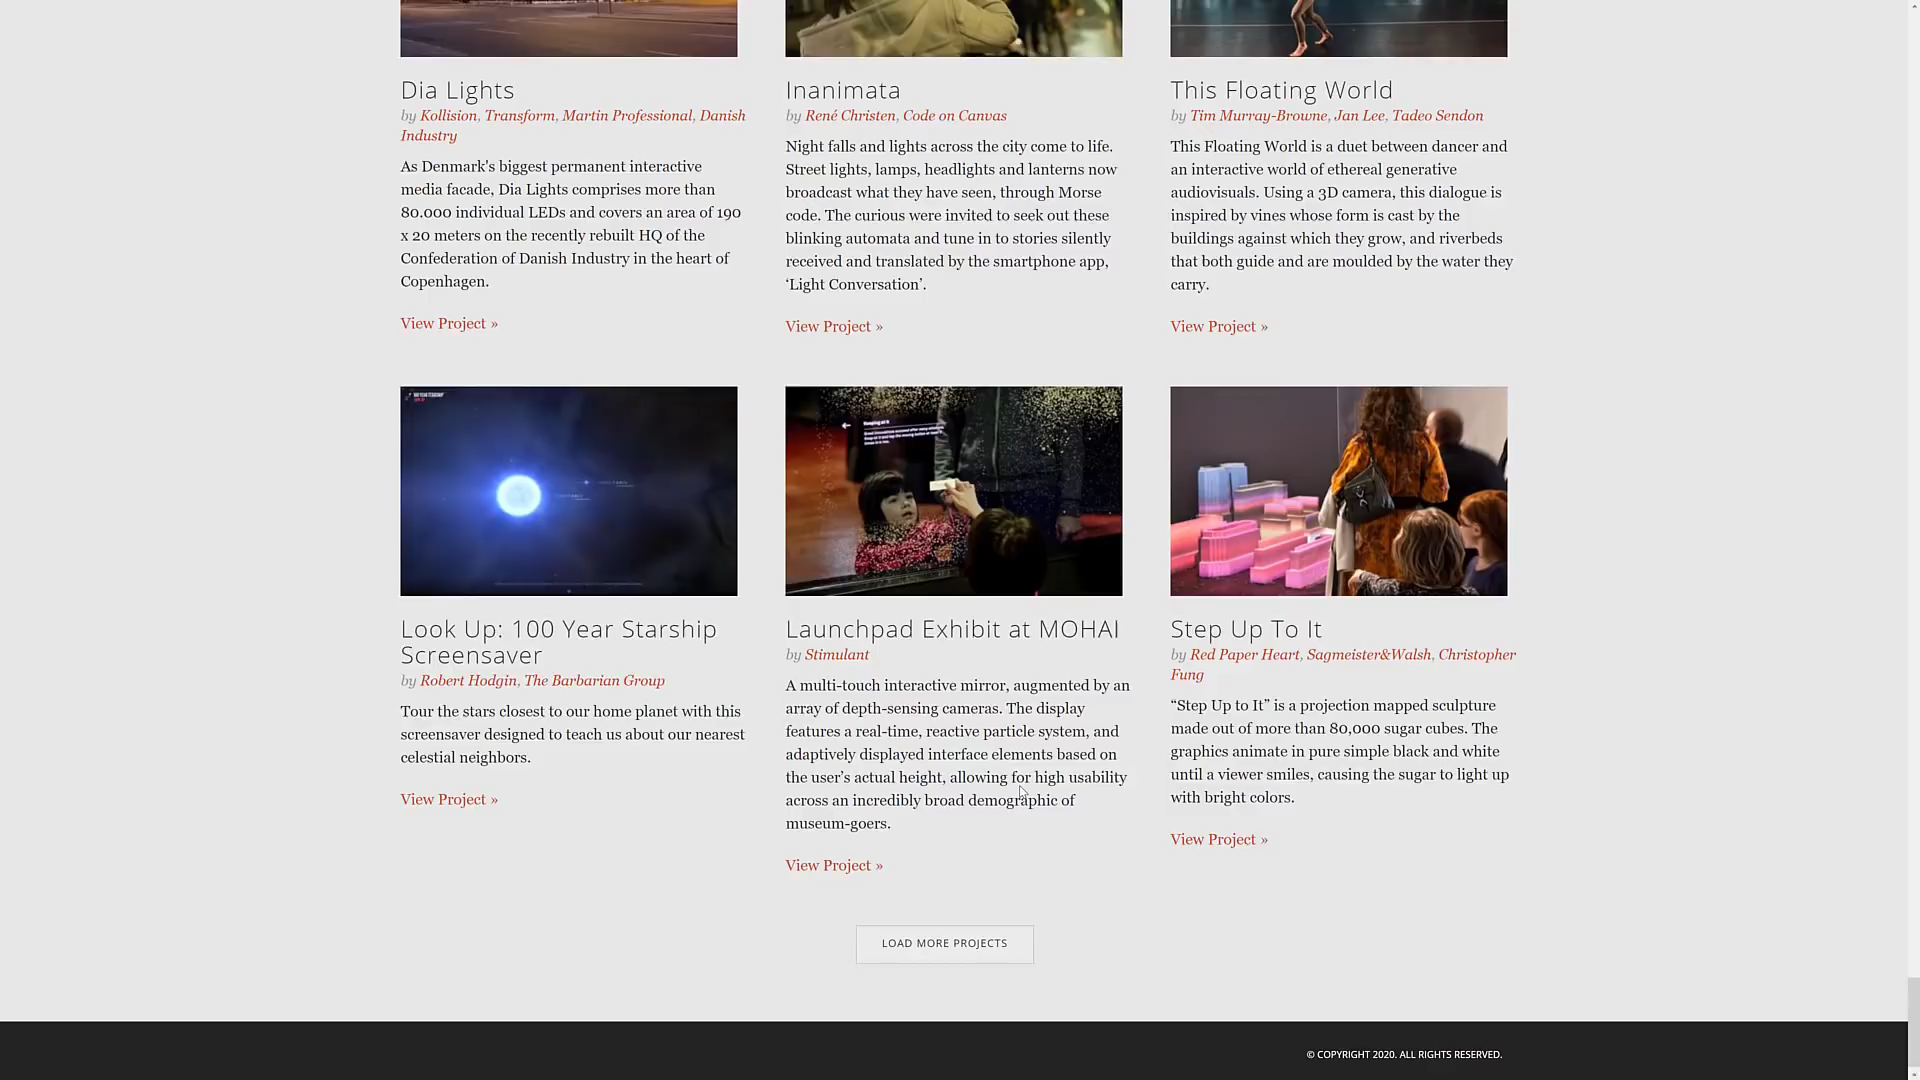 Dia Lights
by Kollision, Transform, Martin Professional, Danish
Industry
As Denmark's biggest permanent interactive
media facade, Dia Lights comprises more than
80.000 individual LEDs and covers an area of 190
x 20 meters on the recently rebuilt HQ of the
Confederation of Danish Industry in the heart of
Copenhagen.
View Project »
Inanimata
by René Christen, Code on Canvas
Night falls and lights across the city come to life.
Street lights, lamps, headlights and lanterns now
broadcast what they have seen, through Morse
code. The curious were invited to seek out these
blinking automata and tune in to stories silently
received and translated by the smartphone app,
‘Light Conversation’.
View Project »
This Floating World
by Tim Murray-Browne, Jan Lee, Tadeo Sendon
This Floating World is a duet between dancer and
an interactive world of ethereal generative
audiovisuals. Using a 3D camera, this dialogue is
inspired by vines whose form is cast by the
buildings against which they grow, and riverbeds
that both guide and are moulded by the water they
carry.
View Project »
Look Up: 100 Year Starship
Screensaver
by Robert Hodgin, The Barbarian Group
Tour the stars closest to our home planet with this
screensaver designed to teach us about our nearest
celestial neighbors.
View Project »
Launchpad Exhibit at MOHAI
by Stimulant
A multi-touch interactive mirror, augmented by an
array of depth-sensing cameras. The display
features a real-time, reactive particle system, and
adaptively displayed interface elements based on
the user’s actual height, allowing for high usability
across an incredibly broad demographic of
museum-goers.
View Project »
Step Up To It
by Red Paper Heart, Sagmeister&Walsh, Christopher
Fung
“Step Up to It” is a projection mapped sculpture
made out of more than 80,000 sugar cubes. The
graphics animate in pure simple black and white
until a viewer smiles, causing the sugar to light up
with bright colors.
View Project »
LOAD MORE PROJECTS
© COPYRIGHT 2020. ALL RIGHTS RESERVED.